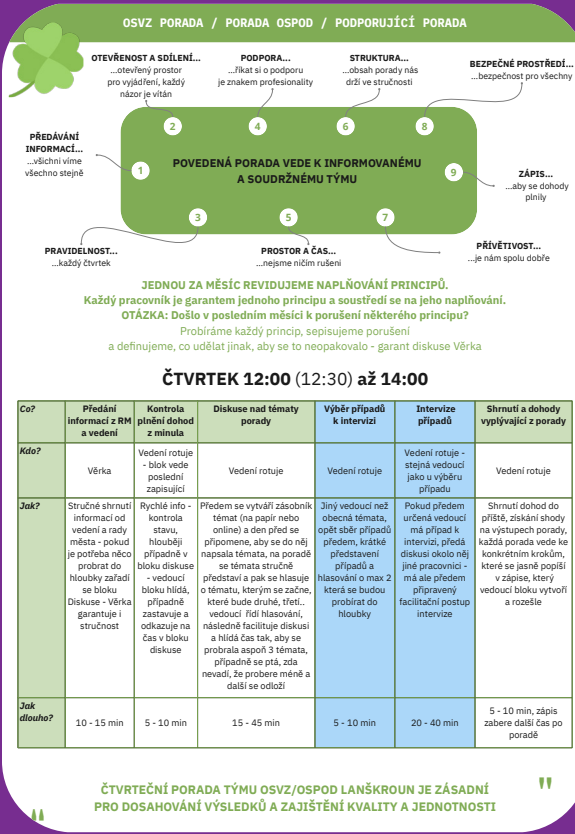 OSVZ PORADA / PORADA OSPOD / PODPORUJÍCÍ PORADA
OTEVŘENOST A SDÍLENÍ...
...otevřený prostor
pro vyjádření, každý
názor je vítán
PODPORA...
...říkat si o podporu
je znakem profesionality
STRUKTURA...
...obsah porady nás
drží ve stručnosti
BEZPEČNÉ PROSTŘEDÍ...
...bezpečnost pro všechny
PŘEDÁVÁNÍ
INFORMACÍ...
...všichni víme
všechno stejně
2
4
6
8
1
POVEDENÁ PORADA VEDE K INFORMOVANÉMU
A SOUDRŽNÉMU TÝMU
9
ZÁPIS...
...aby se dohody
plnily
3
5
7
PRAVIDELNOST...
...každý čtvrtek
PROSTOR A ČAS...
...nejsme ničím rušeni
PŘÍVĚTIVOST...
...je nám spolu dobře
JEDNOU ZA MĚSÍC REVIDUJEME NAPLŇOVÁNÍ PRINCIPŮ.
Každý pracovník je garantem jednoho principu a soustředí se na jeho naplňování.
OTÁZKA: Došlo v posledním měsíci k porušení některého principu?
Probíráme každý princip, sepisujeme porušení
a definujeme, co udělat jinak, aby se to neopakovalo - garant diskuse Věrka
ČTVRTEK 12:00 (12:30) až 14:00
Co?
Předání
informací z RM
a vedení
Kontrola
plnění dohod
z minula
Diskuse nad tématy
porady
Výběr případů
k intervizi
Intervize
případů
Shrnutí a dohody
vyplývající z porady
Kdo?
Věrka
Vedení rotuje
- blok vede
poslední
zapisující
Vedení rotuje
Vedení rotuje
Vedení rotuje -
stejná vedoucí
jako u výběru
případu
Vedení rotuje
Jak?
Stručné shrnutí
informací od
vedení a rady
města - pokud
je potřeba něco
probrat do
hloubky zařadí
se bloku
Diskuse - Věrka
garantuje i
stručnost
Rychlé info -
kontrola
stavu,
hlouběji
případně v
bloku diskuse
- vedoucí
bloku hlídá,
případně
zastavuje a
odkazuje na
čas v bloku
diskuse
Předem se vytváří zásobník
témat (na papír nebo
online) a den před se
připomene, aby se do něj
napsala témata, na poradě
se témata stručně
představí a pak se hlasuje
o tématu, kterým se začne,
které bude druhé, třetí..
vedoucí řídí hlasování,
následně facilituje diskusi
a hlídá čas tak, aby se
probrala aspoň 3 témata,
případně se ptá, zda
nevadí, že probere méně a
další se odloží
Jiný vedoucí než
obecná témata,
opět sběr případů
předem, krátké
představení
případů a
hlasování o max 2
která se budou
probírat do
hloubky
Pokud předem
určená vedoucí
má případ k
intervizi, předá
diskusi okolo něj
jiné pracovnici -
má ale předem
připravený
facilitační postup
intervize
Shrnutí dohod do
příště, získání shody
na výstupech porady,
každá porada vede ke
konkrétním krokům,
které se jasně popíší
v zápise, který
vedoucí bloku vytvoří
a rozešle
Jak
dlouho?
10 - 15 min
5 - 10 min
15 - 45 min
5 - 10 min
20 - 40 min
5 - 10 min, zápis
zabere další čas po
poradě
ČTVRTEČNÍ PORADA TÝMU OSVZ/OSPOD LANŠKROUN JE ZÁSADNÍ
PRO DOSAHOVÁNÍ VÝSLEDKŮ A ZAJIŠTĚNÍ KVALITY A JEDNOTNOSTI